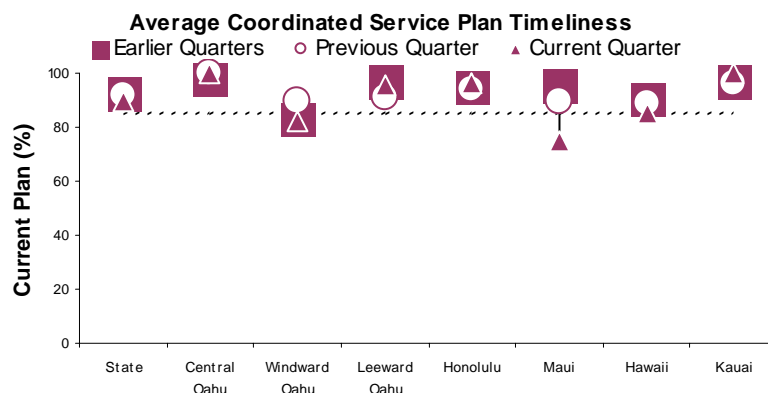 Average Coordinated Service Plan Timeliness
Earlier Quarters Previous Quarter Current Quarter
Current Plan (%)
100
80
60
40
20
0
State Central Windward Leeward Honolulu Maui Hawaii Kauai
Oahu Oahu Oahu